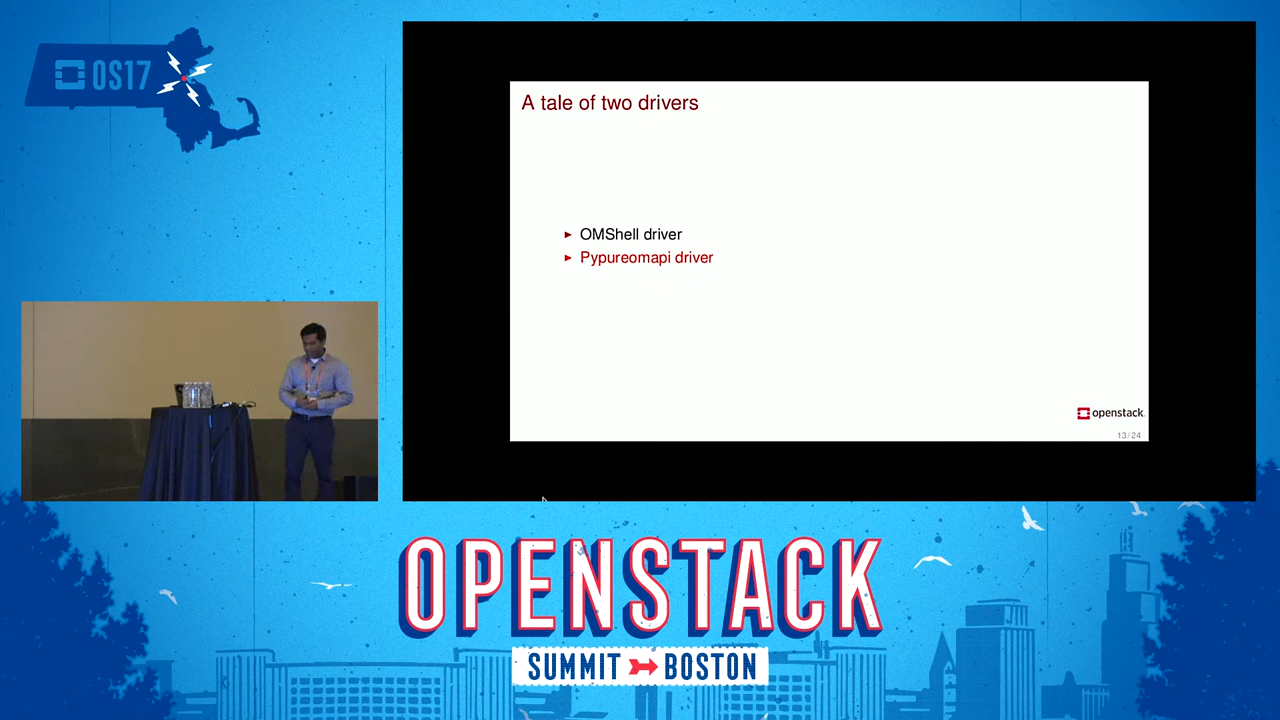 OS17
A tale of two drivers
OMShell driver
Pypureomapi driver
openstack.
13/24
OPENSTACK
SUMMIT BOSTON